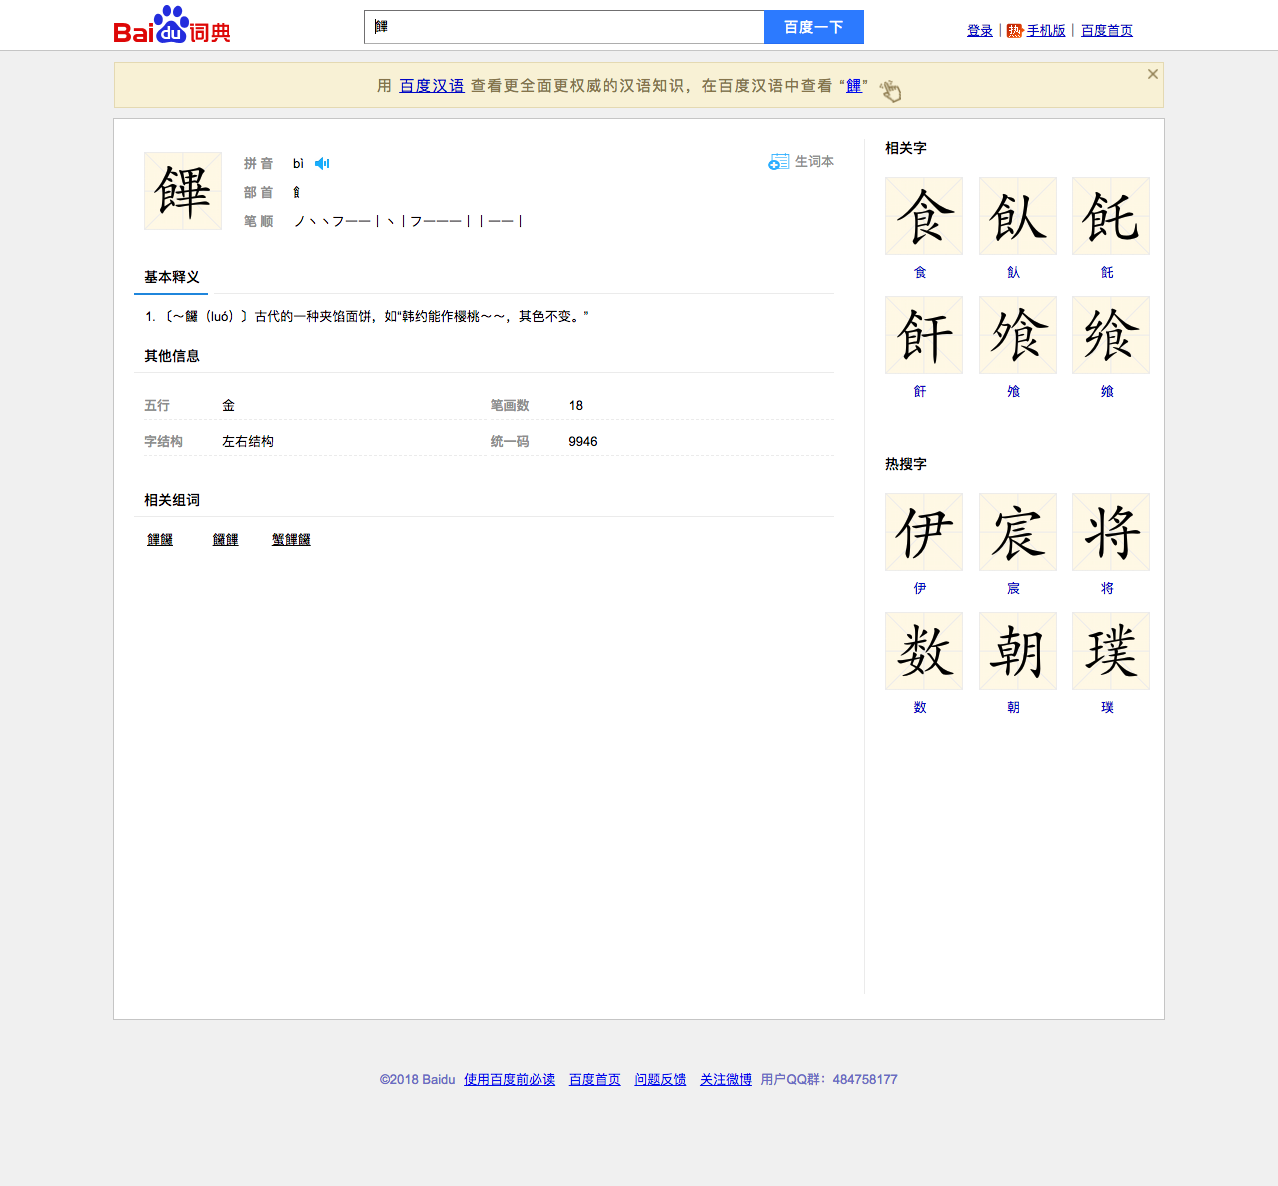 Baidu词典
饆
百度一下
登录 | 热 手机版 | 百度首页
用 百度汉语 查看更全面更权威的汉语知识，在百度汉语中查看 “饆”
饆
拼 音 bì
生词本
部 首 飠
笔 顺 ノ丶丶フ一一丨丶丨フ一一一丨丨一一丨
基本释义
1. 〔～饠（luó）〕古代的一种夹馅面饼，如“韩约能作樱桃～～，其色不变。”
其他信息
五行 金 笔画数 18
字结构 左右结构 统一码 9946
相关组词
饆饠 饠饆 蟹饆饠
相关字
食 飤 飥
食 飤 飥
飦 飧 飨
飦 飧 飨
热搜字
伊 宸 将
伊 宸 将
数 朝 璞
数 朝 璞
©2018 Baidu 使用百度前必读 百度首页 问题反馈 关注微博 用户QQ群：484758177